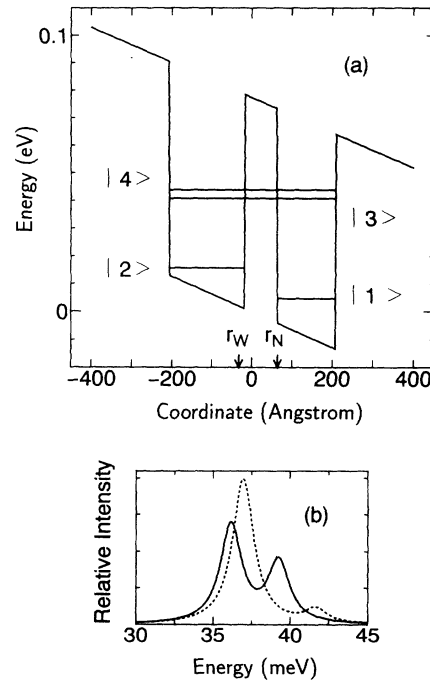 0.1
(a)
Energy (eV)
| 4 >
| 3 >
| 2 >
| 1 >
0
r_W r_N
−400 −200 0 200 400
Coordinate (Angstrom)
(b)
Relative Intensity
30 35 40 45
Energy (meV)